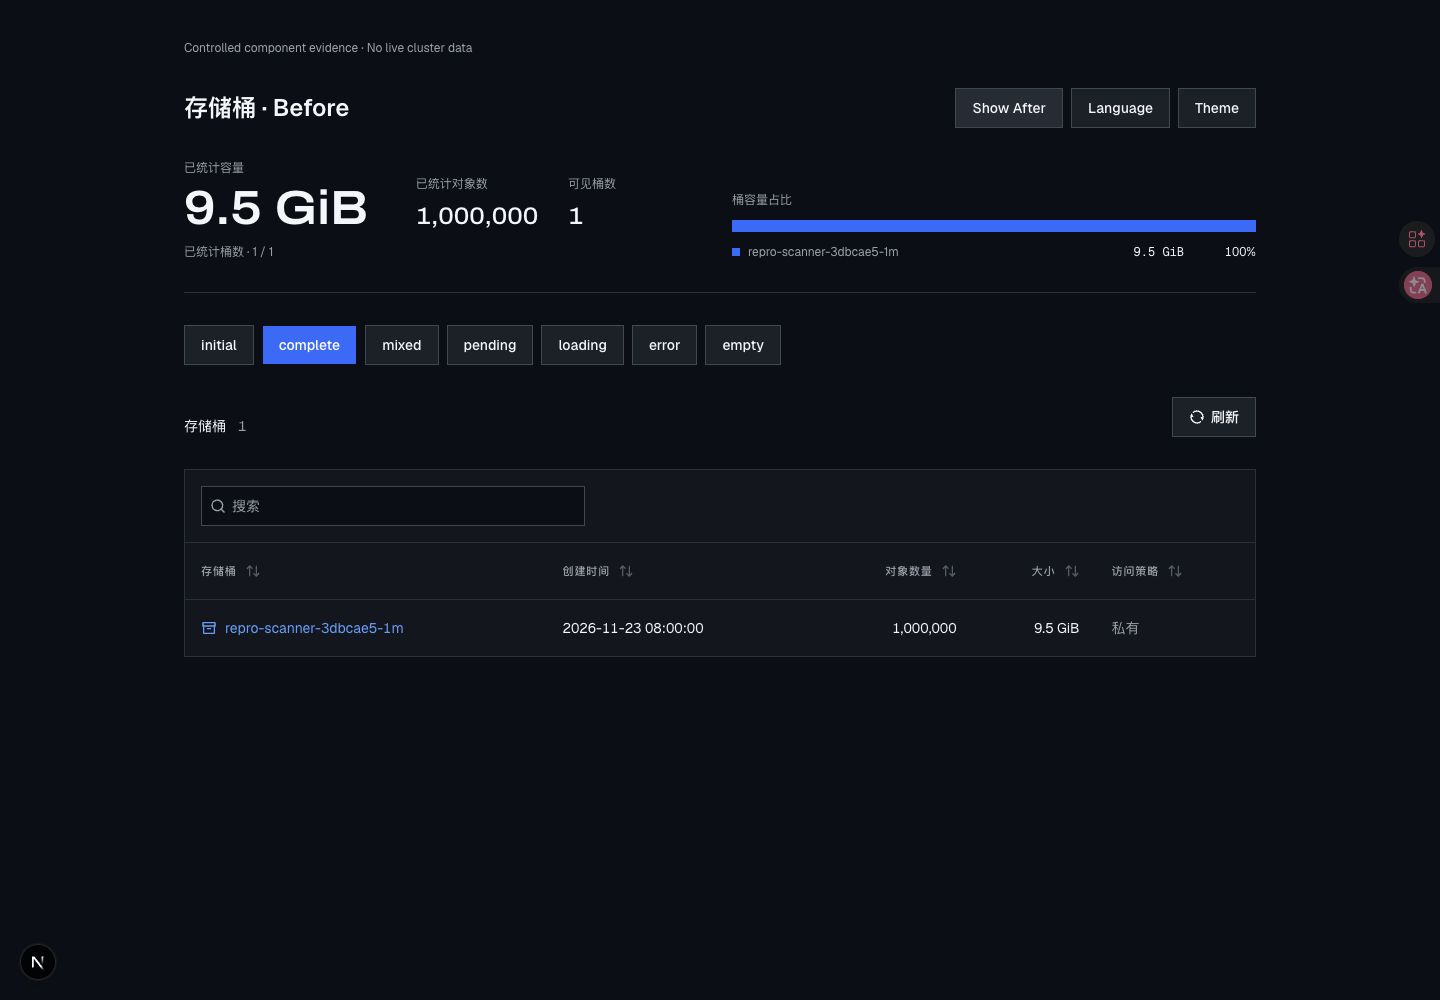 Controlled component evidence · No live cluster data
存储桶 · Before
Show After
Language
Theme
已统计容量
9.5 GiB
已统计桶数 · 1 / 1
已统计对象数
1,000,000
可见桶数
1
桶容量占比
repro-scanner-3dbcae5-1m 9.5 GiB 100%
initial
complete
mixed
pending
loading
error
empty
存储桶 1
刷新
搜索
存储桶 创建时间 对象数量 大小 访问策略
repro-scanner-3dbcae5-1m 2026-11-23 08:00:00 1,000,000 9.5 GiB 私有
N